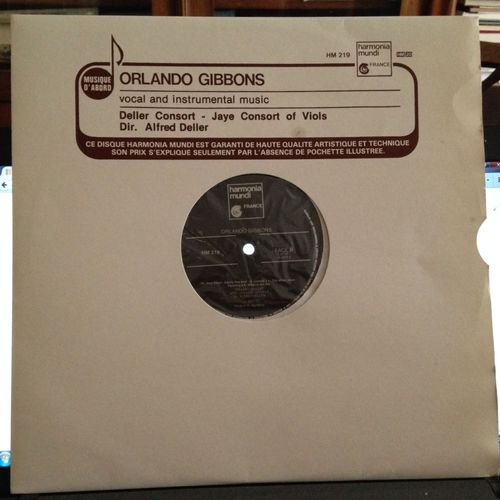 HM 219
harmonia
mundi
FRANCE
MUSIQUE
D'ABORD
ORLANDO GIBBONS
vocal and instrumental music
Deller Consort - Jaye Consort of Viols
Dir. Alfred Deller
CE DISQUE HARMONIA MUNDI EST GARANTI DE HAUTE QUALITE ARTISTIQUE ET TECHNIQUE
SON PRIX S'EXPLIQUE SEULEMENT PAR L'ABSENCE DE POCHETTE ILLUSTREE.
harmonia
mundi
FRANCE
ORLANDO GIBBONS
HM 219